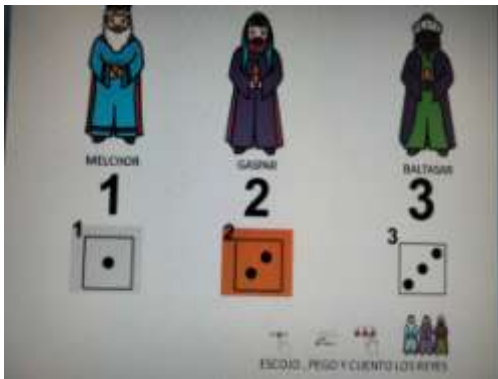 MELCHOR GASPAR BALTASAR
1 2 3
1 2 3
ESCOJO , PEGO Y CUENTO LOS REYES